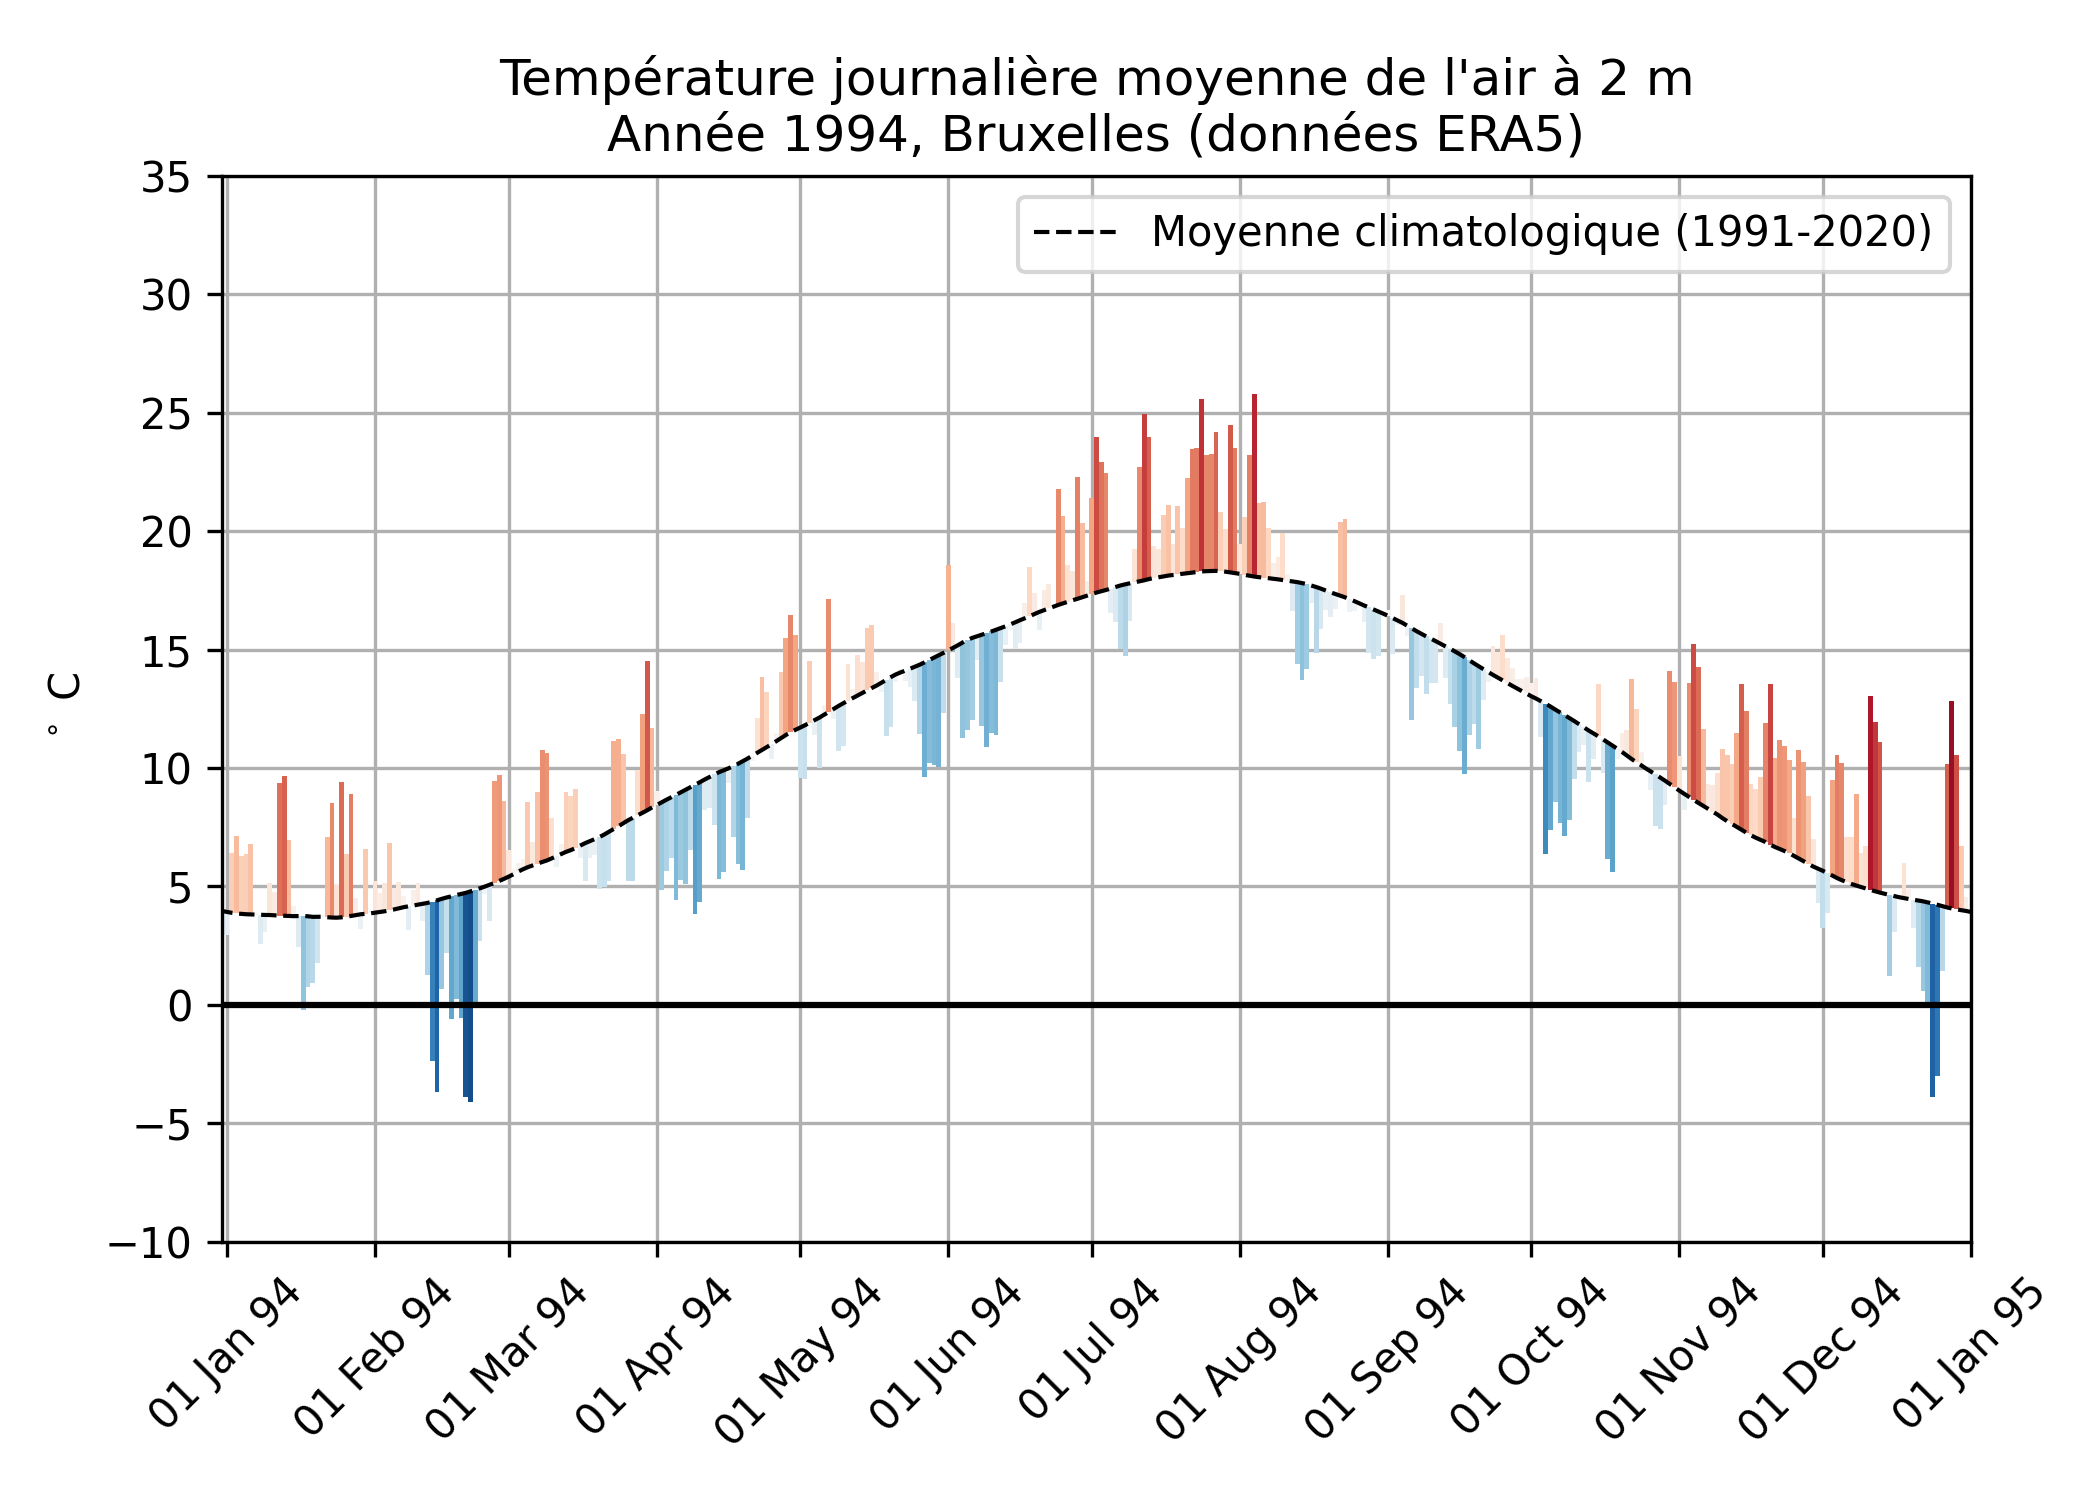 Température journalière moyenne de l'air à 2 m
Année 1994, Bruxelles (données ERA5)
Moyenne climatologique (1991-2020)
° C
35
30
25
20
15
10
5
0
−5
−10
01 Jan 94
01 Feb 94
01 Mar 94
01 Apr 94
01 May 94
01 Jun 94
01 Jul 94
01 Aug 94
01 Sep 94
01 Oct 94
01 Nov 94
01 Dec 94
01 Jan 95